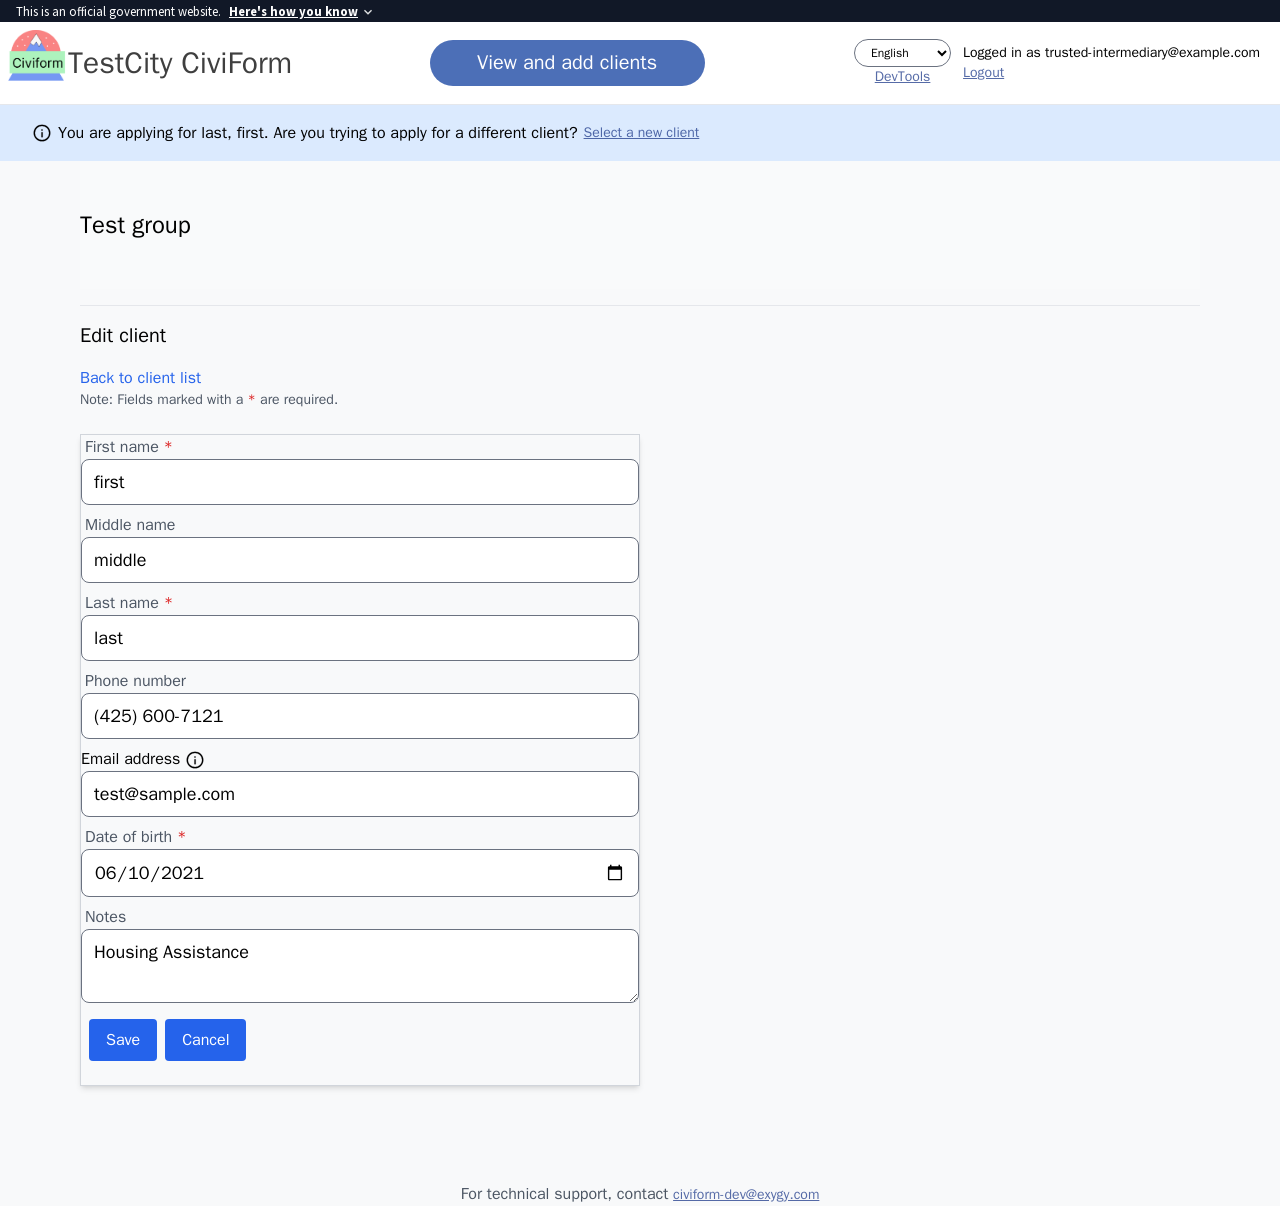 This is an official government website. Here's how you know
Civiform
TestCity CiviForm
View and add clients
English
DevTools
Logged in as trusted-intermediary@example.com
Logout
You are applying for last, first. Are you trying to apply for a different client? Select a new client
Test group
Edit client
Back to client list
Note: Fields marked with a * are required.
First name *
first
Middle name
middle
Last name *
last
Phone number
(425) 600-7121
Email address
test@sample.com
Date of birth *
06/10/2021
Notes
Housing Assistance
Save
Cancel
For technical support, contact civiform-dev@exygy.com